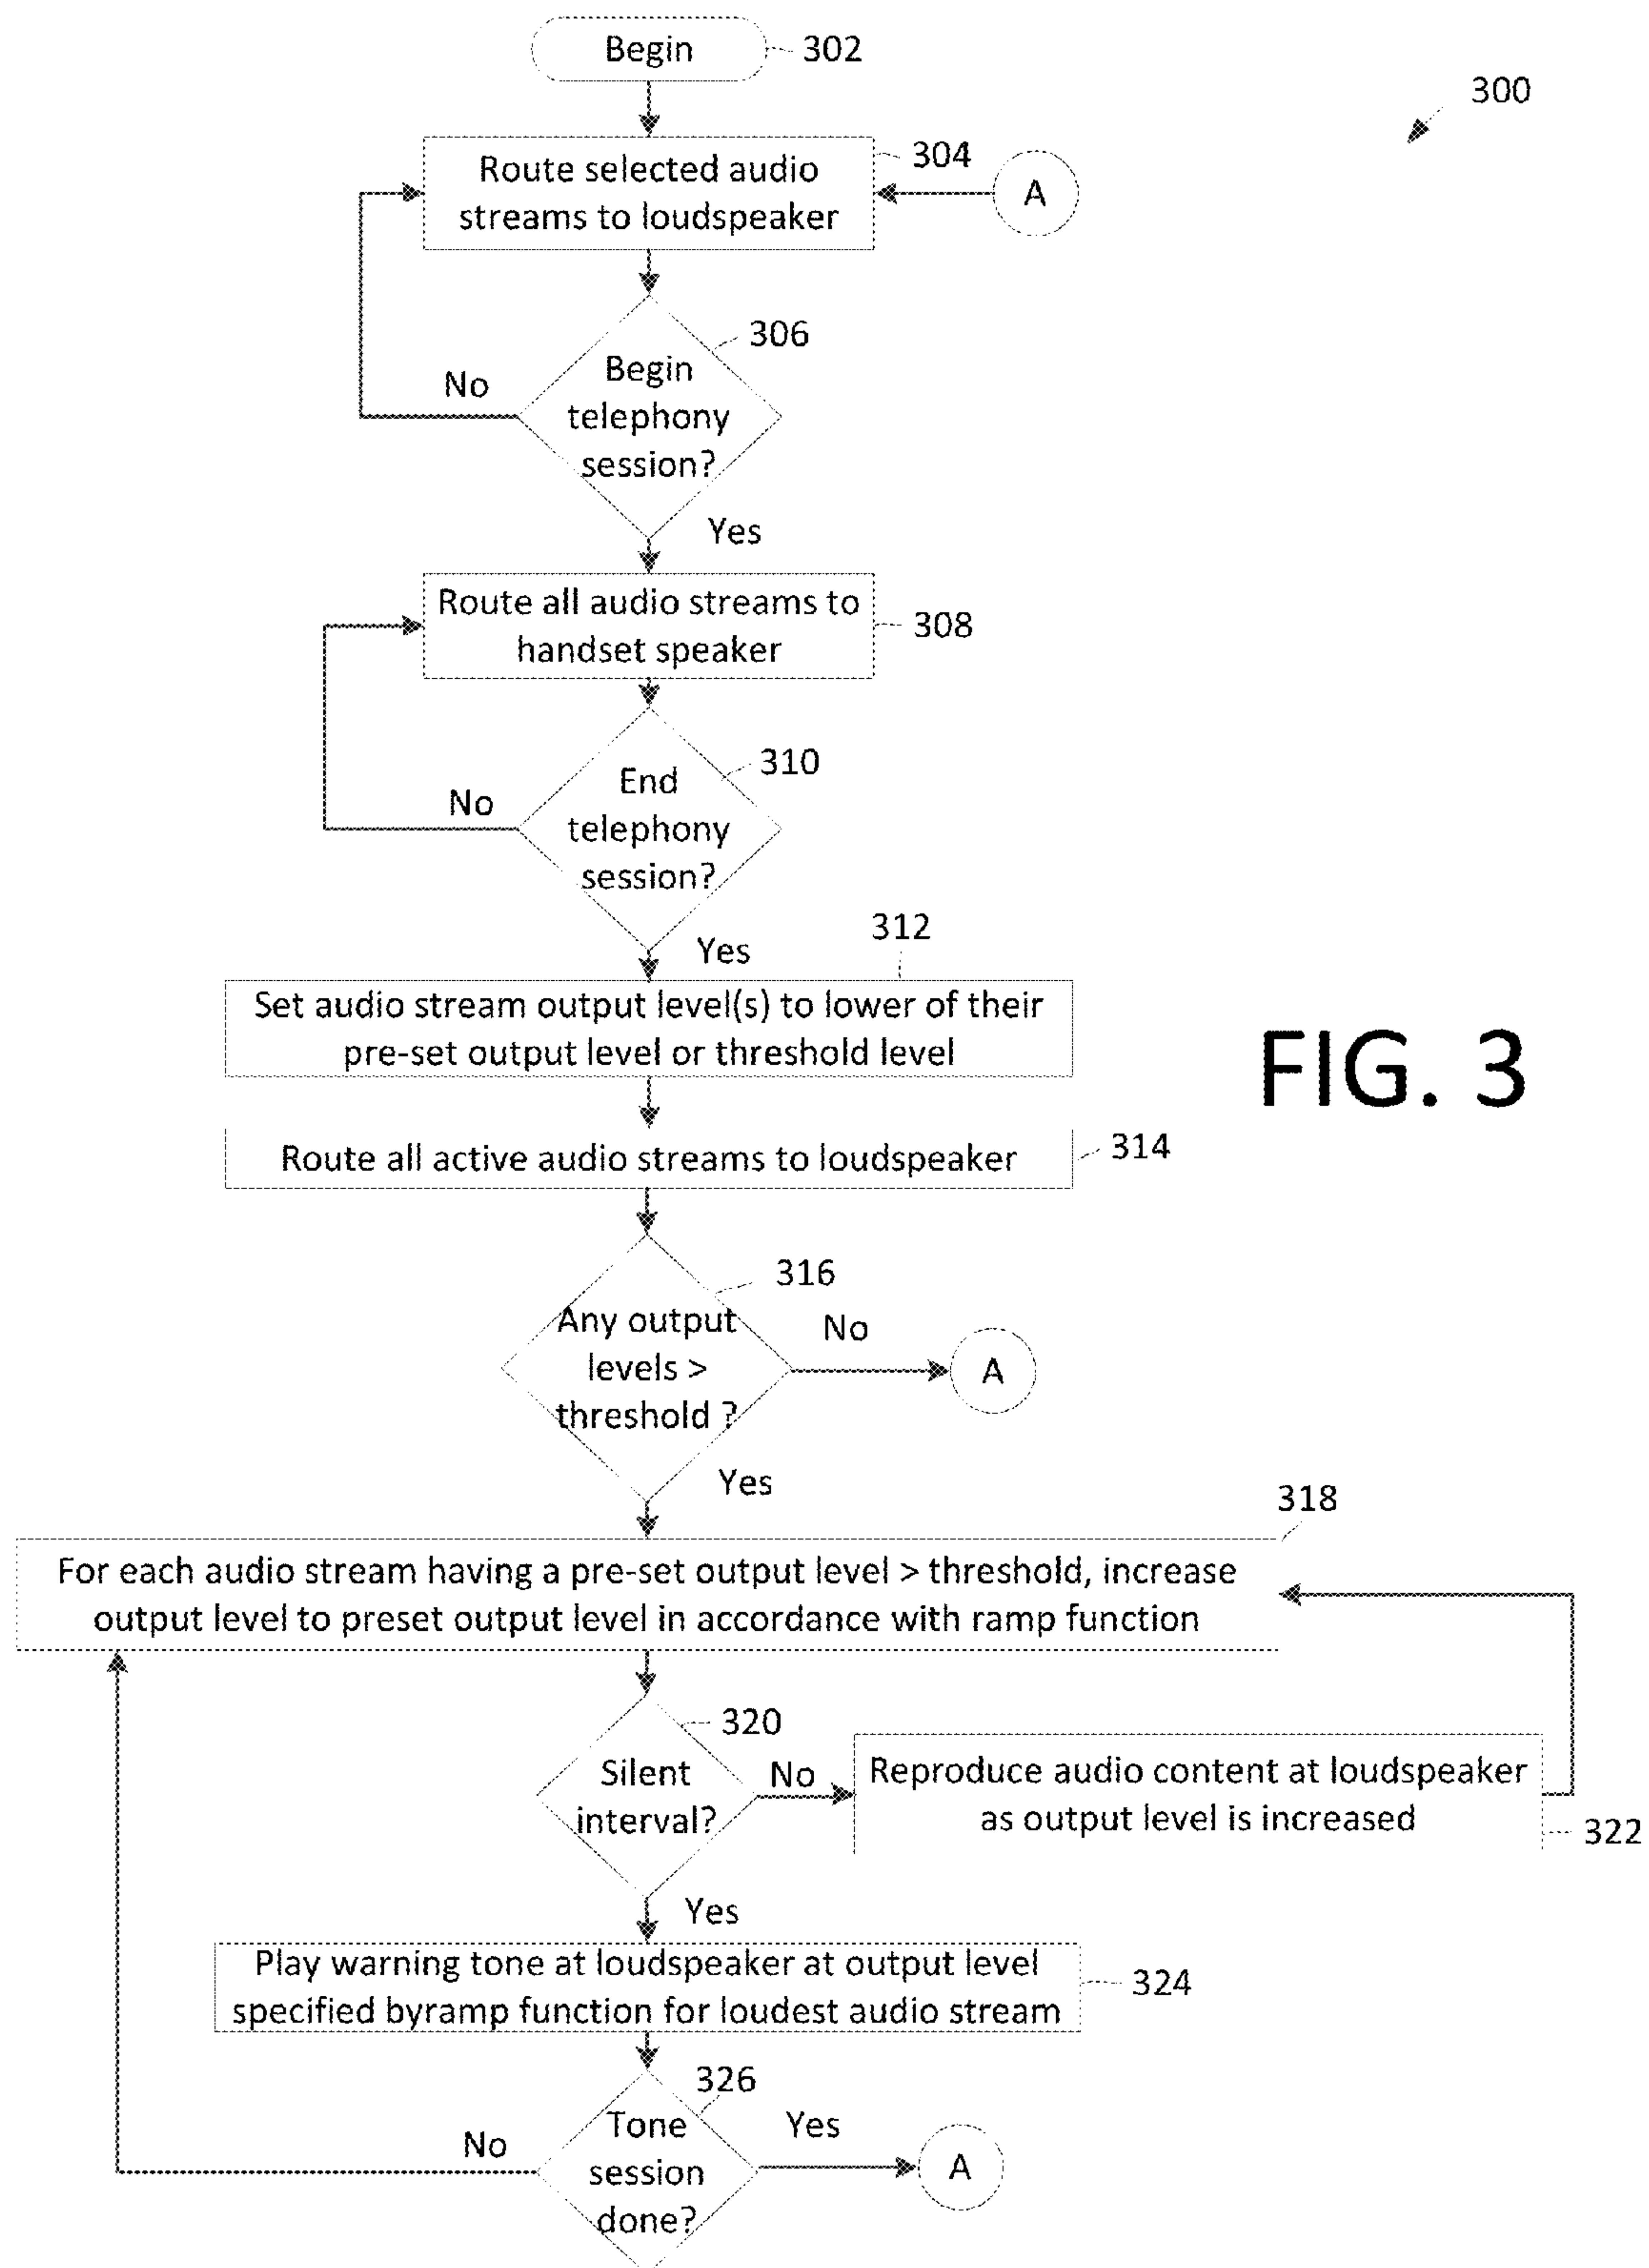 Begin
302
300
Route selected audio
streams to loudspeaker
304
A
306
Begin
telephony
session?
No
Yes
Route all audio streams to
handset speaker
308
310
End
telephony
session?
No
Yes
312
Set audio stream output level(s) to lower of their
pre-set output level or threshold level
FIG. 3
Route all active audio streams to loudspeaker
314
316
Any output
levels >
threshold ?
No
A
Yes
318
For each audio stream having a pre-set output level > threshold, increase
output level to preset output level in accordance with ramp function
320
Silent
interval?
No
Reproduce audio content at loudspeaker
as output level is increased
322
Yes
Play warning tone at loudspeaker at output level
specified byramp function for loudest audio stream
324
326
Tone
session
done?
No
Yes
A